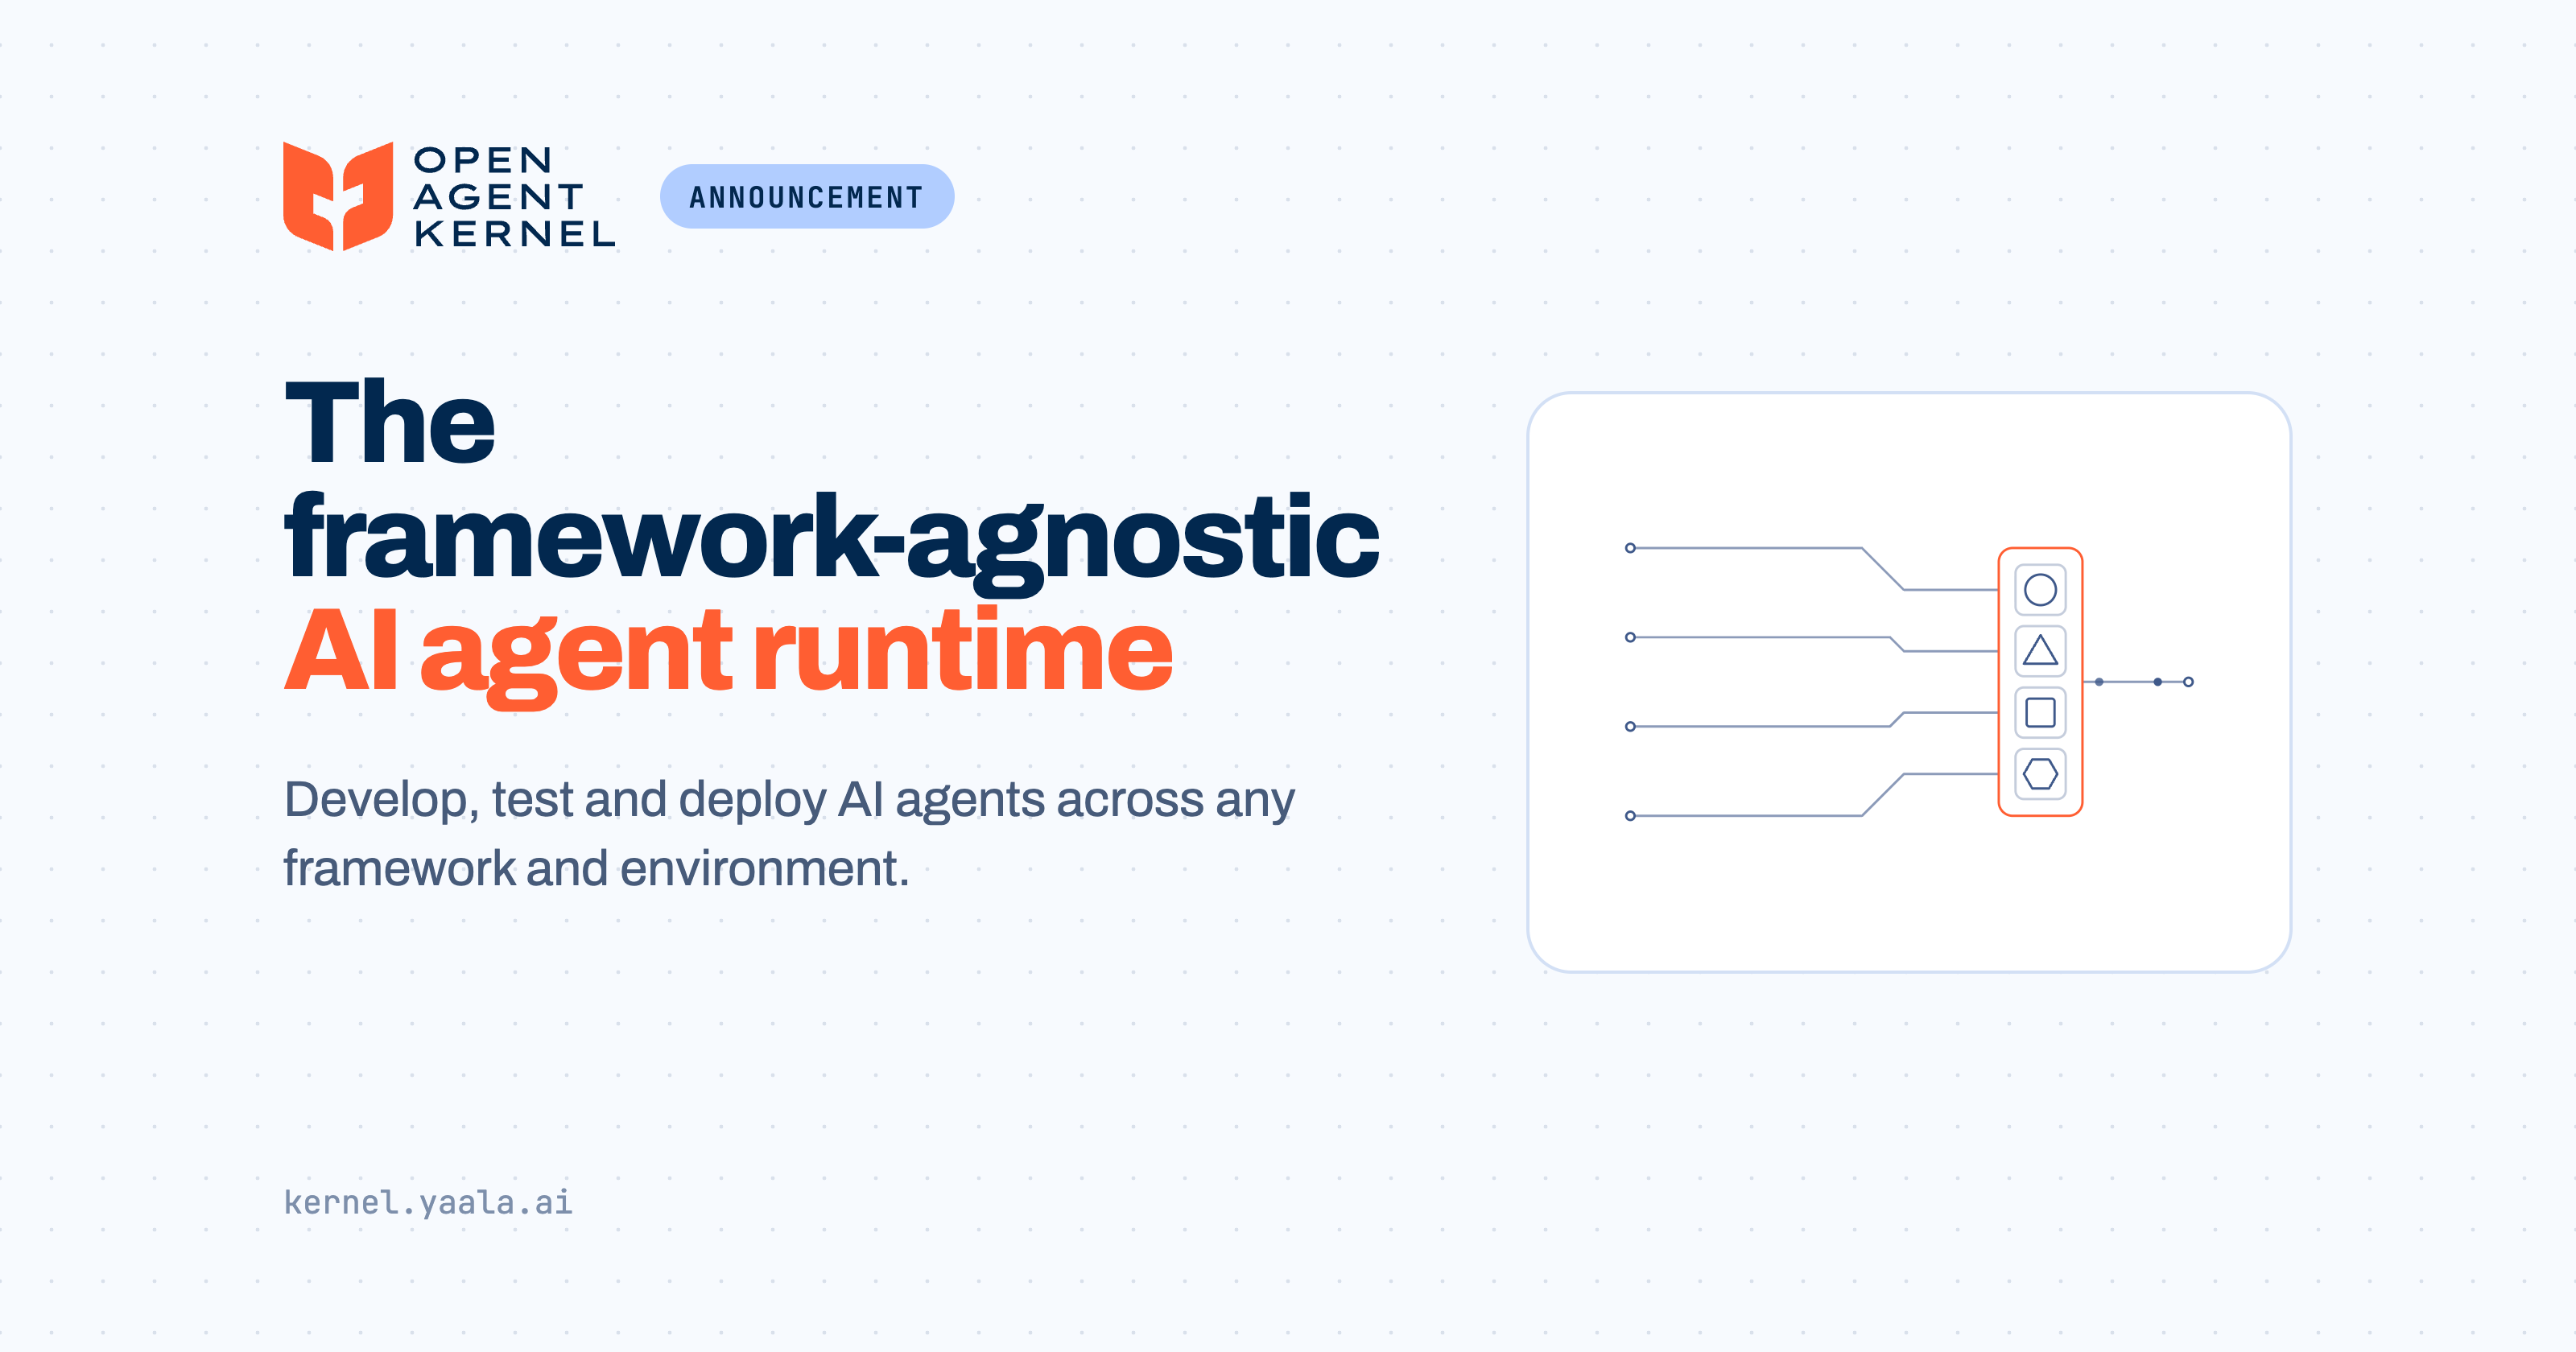 OPEN
AGENT
KERNEL
ANNOUNCEMENT
The
framework-agnostic
AI agent runtime
Develop, test and deploy AI agents across any
framework and environment.
kernel.yaala.ai